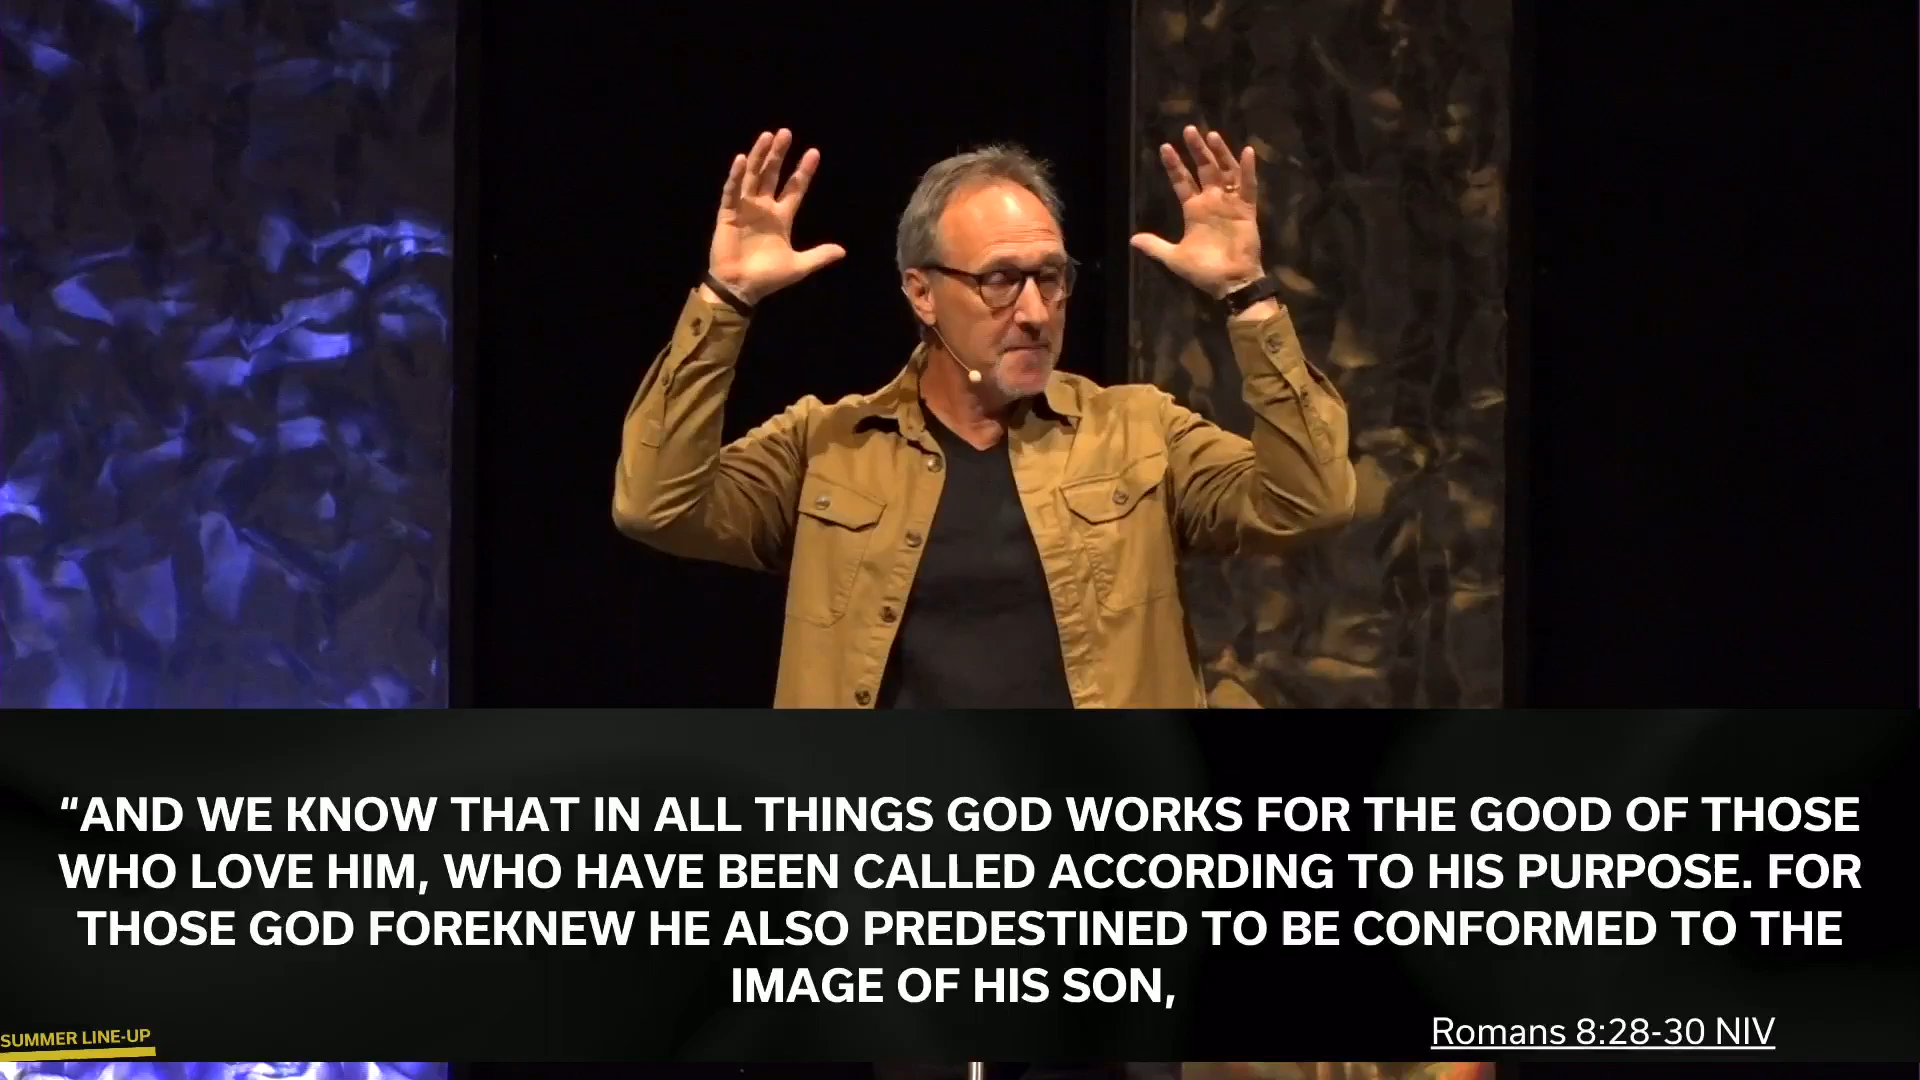 “AND WE KNOW THAT IN ALL THINGS GOD WORKS FOR THE GOOD OF THOSE
WHO LOVE HIM, WHO HAVE BEEN CALLED ACCORDING TO HIS PURPOSE. FOR
THOSE GOD FOREKNEW HE ALSO PREDESTINED TO BE CONFORMED TO THE
IMAGE OF HIS SON,
Romans 8:28-30 NIV
SUMMER LINE-UP